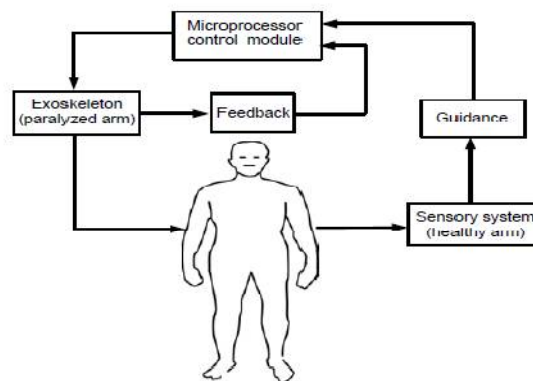 Microprocessor
control module
Exoskeleton
(paralyzed arm)
Feedback
Guidance
Sensory system
(healthy arm)